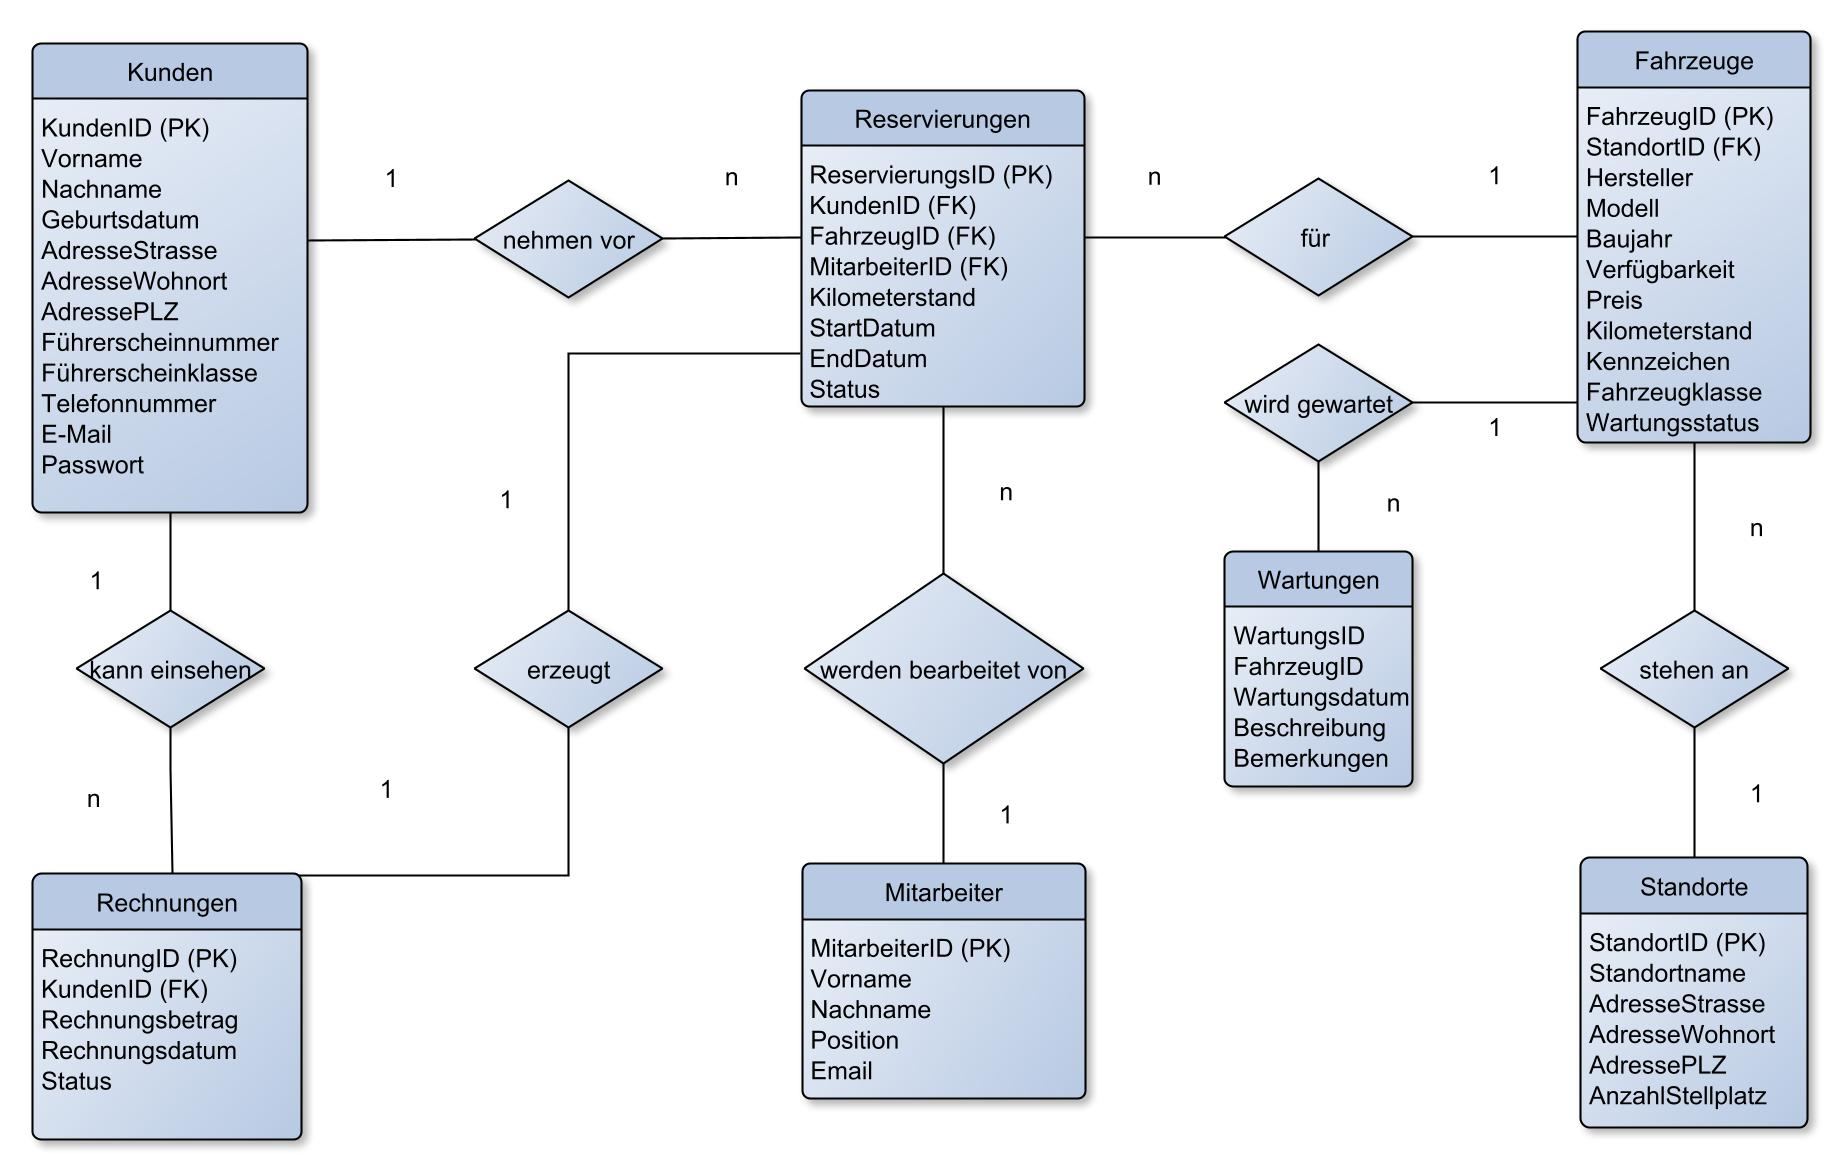 Kunden
KundenID (PK)
Vorname
Nachname
Geburtsdatum
AdresseStrasse
AdresseWohnort
AdressePLZ
Führerscheinnummer
Führerscheinklasse
Telefonnummer
E-Mail
Passwort
1
nehmen vor
n
Reservierungen
ReservierungsID (PK)
KundenID (FK)
FahrzeugID (FK)
MitarbeiterID (FK)
Kilometerstand
StartDatum
EndDatum
Status
n
für
1
Fahrzeuge
FahrzeugID (PK)
StandortID (FK)
Hersteller
Modell
Baujahr
Verfügbarkeit
Preis
Kilometerstand
Kennzeichen
Fahrzeugklasse
Wartungsstatus
wird gewartet
1
n
Wartungen
WartungsID
FahrzeugID
Wartungsdatum
Beschreibung
Bemerkungen
1
kann einsehen
n
1
erzeugt
1
n
werden bearbeitet von
1
n
stehen an
1
Rechnungen
RechnungID (PK)
KundenID (FK)
Rechnungsbetrag
Rechnungsdatum
Status
Mitarbeiter
MitarbeiterID (PK)
Vorname
Nachname
Position
Email
Standorte
StandortID (PK)
Standortname
AdresseStrasse
AdresseWohnort
AdressePLZ
AnzahlStellplatz